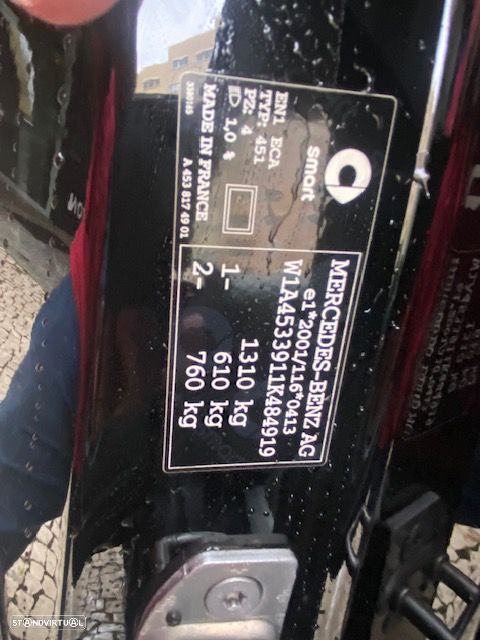 smart
EN1 ECA
TYP: 451
PZ: 4
1,0 %
MADE IN FRANCE
A 453 817 49 01
MERCEDES-BENZ AG
e1*2001/116*0413
W1A4533911K484919
1310 kg
1- 610 kg
2- 760 kg
STANDVIRTUAL